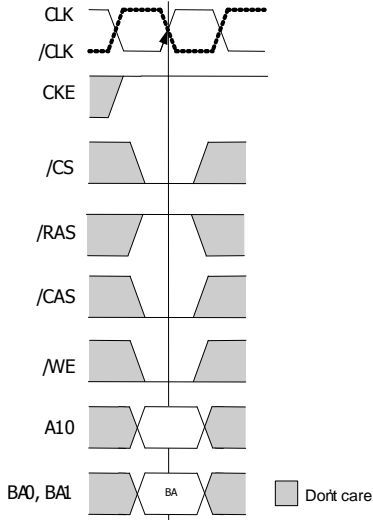 CLK
/CLK
CKE
/CS
/RAS
/CAS
/WE
A10
BA0, BA1
BA
Don't care